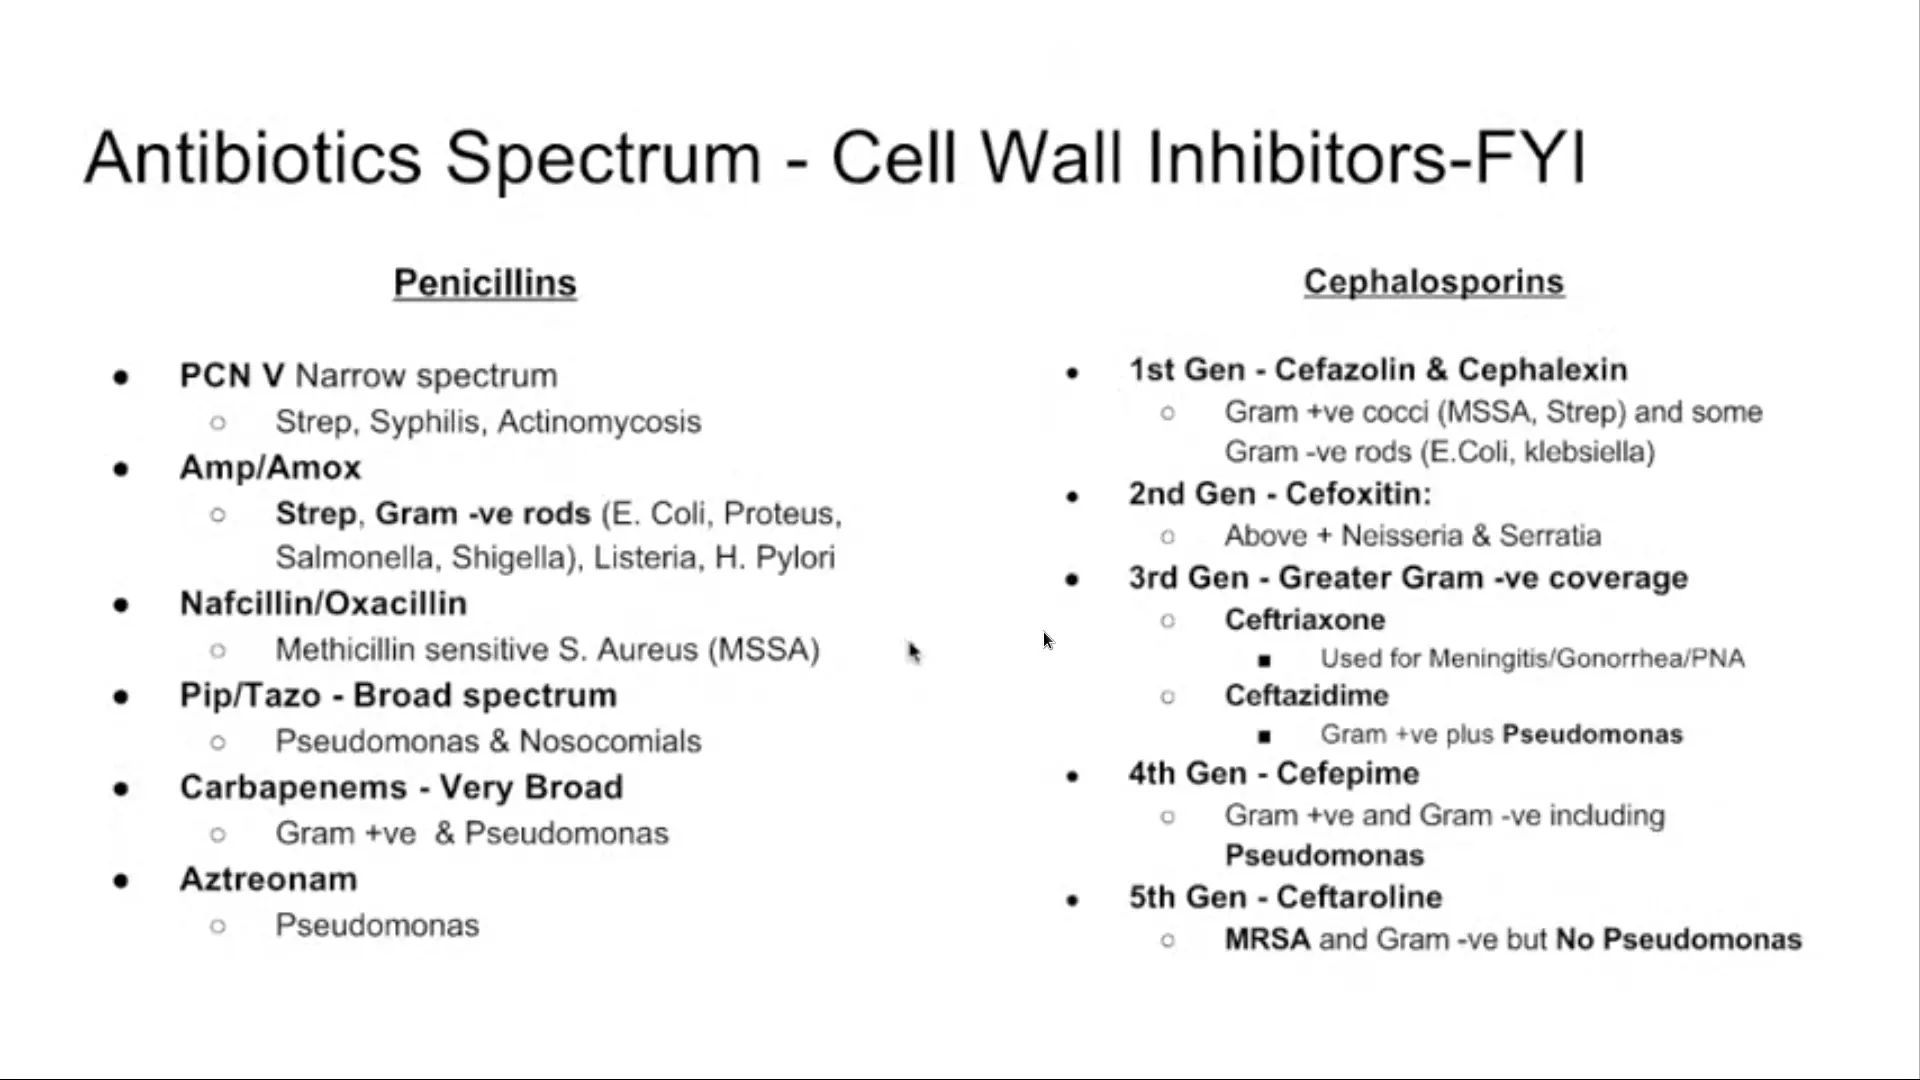 Antibiotics Spectrum - Cell Wall Inhibitors-FYI
Penicillins
● PCN V Narrow spectrum
○ Strep, Syphilis, Actinomycosis
● Amp/Amox
○ Strep, Gram -ve rods (E. Coli, Proteus,
Salmonella, Shigella), Listeria, H. Pylori
● Nafcillin/Oxacillin
○ Methicillin sensitive S. Aureus (MSSA)
● Pip/Tazo - Broad spectrum
○ Pseudomonas & Nosocomials
● Carbapenems - Very Broad
○ Gram +ve & Pseudomonas
● Aztreonam
○ Pseudomonas
Cephalosporins
● 1st Gen - Cefazolin & Cephalexin
○ Gram +ve cocci (MSSA, Strep) and some
Gram -ve rods (E.Coli, klebsiella)
● 2nd Gen - Cefoxitin:
○ Above + Neisseria & Serratia
● 3rd Gen - Greater Gram -ve coverage
○ Ceftriaxone
■ Used for Meningitis/Gonorrhea/PNA
○ Ceftazidime
■ Gram +ve plus Pseudomonas
● 4th Gen - Cefepime
○ Gram +ve and Gram -ve including
Pseudomonas
● 5th Gen - Ceftaroline
○ MRSA and Gram -ve but No Pseudomonas